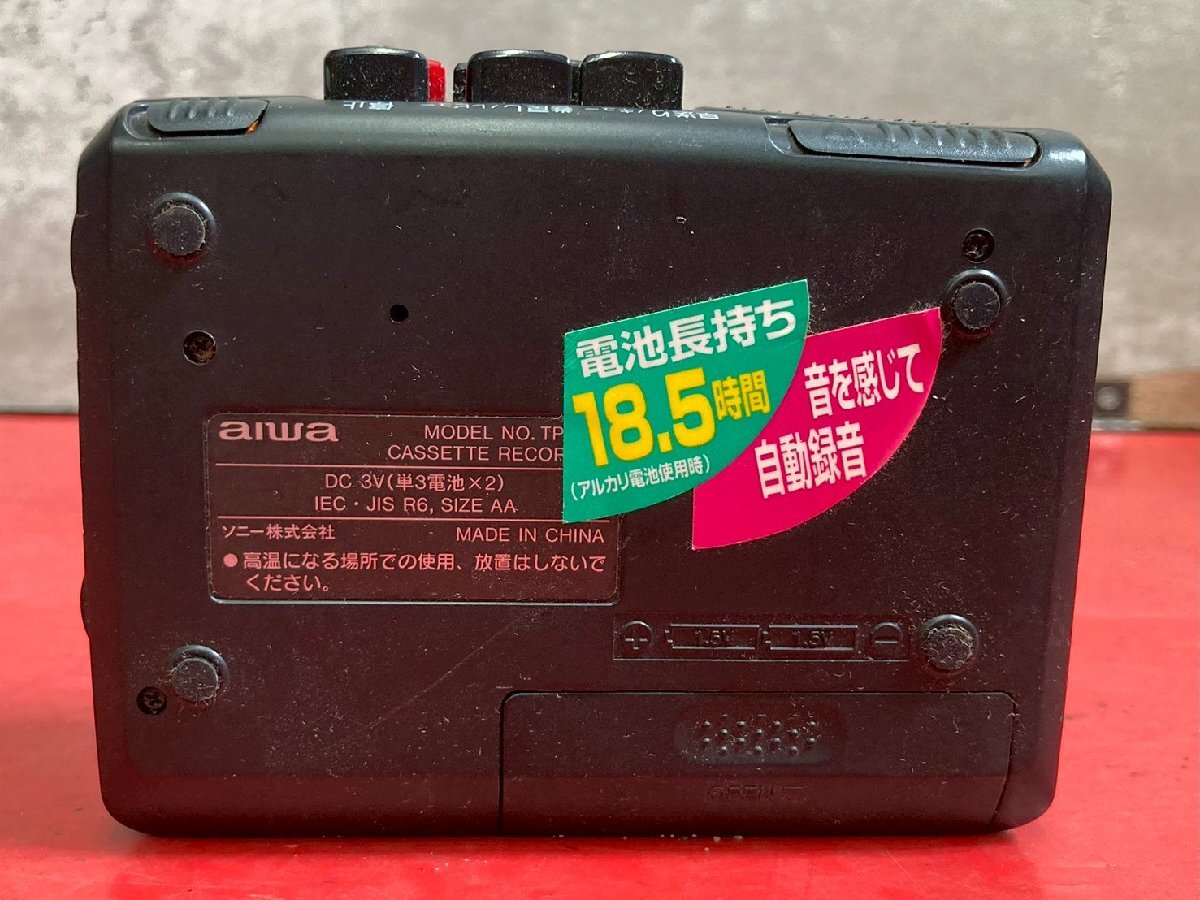 停止
aiwa
MODEL NO. TP
CASSETTE RECOR
DC 3V(単3電池×2)
IEC・JIS R6, SIZE AA
ソニー株式会社 MADE IN CHINA
●高温になる場所での使用、放置はしないで
ください。
電池長持ち
18.5時間
(アルカリ電池使用時)
音を感じて
自動録音
+ 1.5V 1.5V −
OPEN